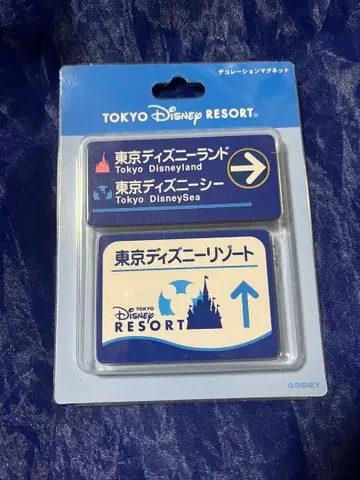 デコレーションマグネット
TOKYO Disney RESORT®
東京ディズニーランド
Tokyo Disneyland
東京ディズニーシー
Tokyo DisneySea
東京ディズニーリゾート
TOKYO
Disney
RESORT
©DISNEY